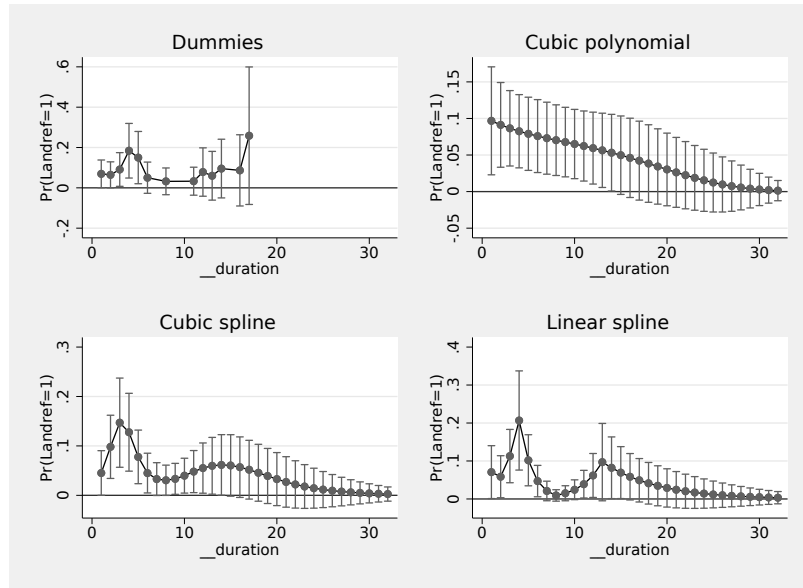 Dummies
Pr(Landref=1)
.6
.4
.2
0
-.2
0
10
20
30
__duration
Cubic polynomial
Pr(Landref=1)
.15
.1
.05
0
-.05
0
10
20
30
__duration
Cubic spline
Pr(Landref=1)
.3
.2
.1
0
0
10
20
30
__duration
Linear spline
Pr(Landref=1)
.4
.3
.2
.1
0
0
10
20
30
__duration